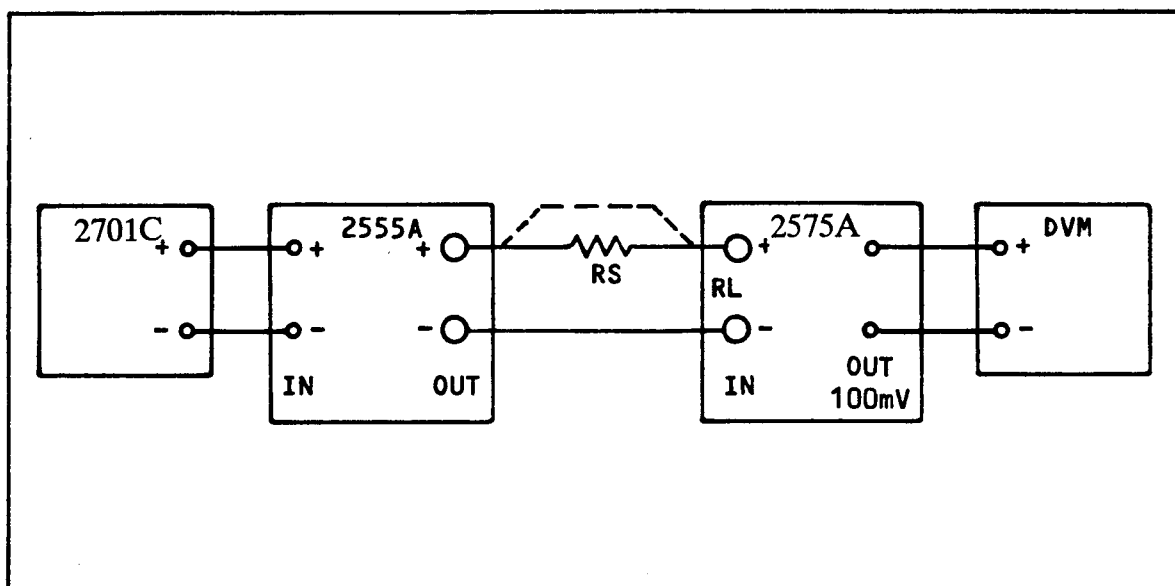 2701C
+
-
+
-
IN
2555A
+
-
OUT
RS
+
RL
-
IN
2575A
OUT
100mV
DVM
+
-